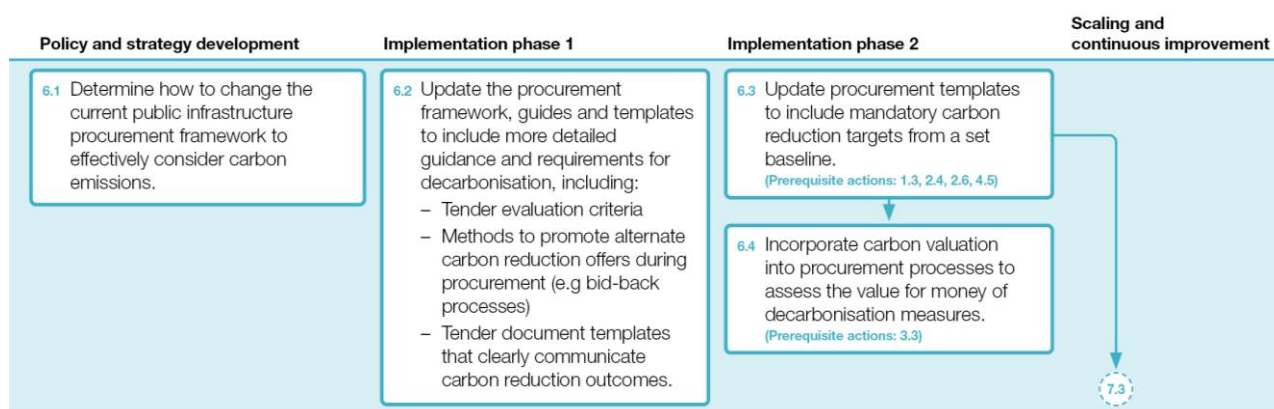 Policy and strategy development
Implementation phase 1
Implementation phase 2
Scaling and
continuous improvement
6.1 Determine how to change the
current public infrastructure
procurement framework to
effectively consider carbon
emissions.
6.2 Update the procurement
framework, guides and templates
to include more detailed
guidance and requirements for
decarbonisation, including:
– Tender evaluation criteria
– Methods to promote alternate
carbon reduction offers during
procurement (e.g bid-back
processes)
– Tender document templates
that clearly communicate
carbon reduction outcomes.
6.3 Update procurement templates
to include mandatory carbon
reduction targets from a set
baseline.
(Prerequisite actions: 1.3, 2.4, 2.6, 4.5)
6.4 Incorporate carbon valuation
into procurement processes to
assess the value for money of
decarbonisation measures.
(Prerequisite actions: 3.3)
7.3